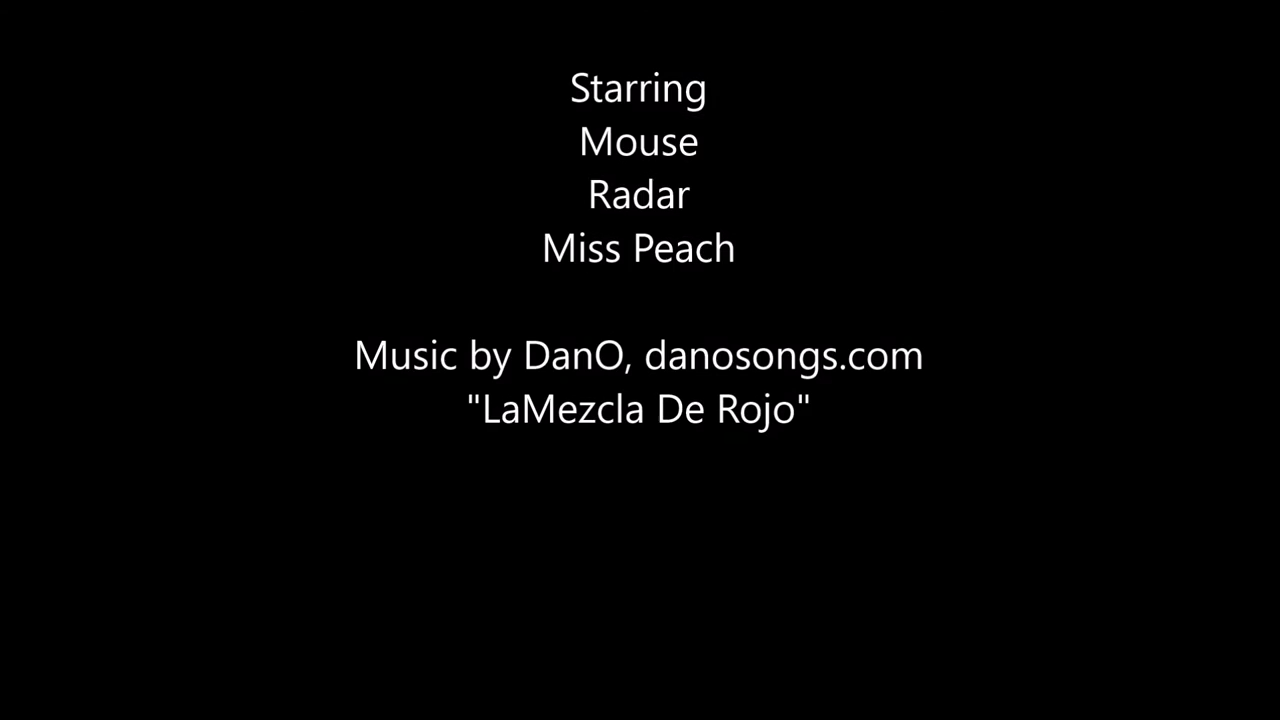 Starring
Mouse
Radar
Miss Peach
Music by DanO, danosongs.com
"LaMezcla De Rojo"